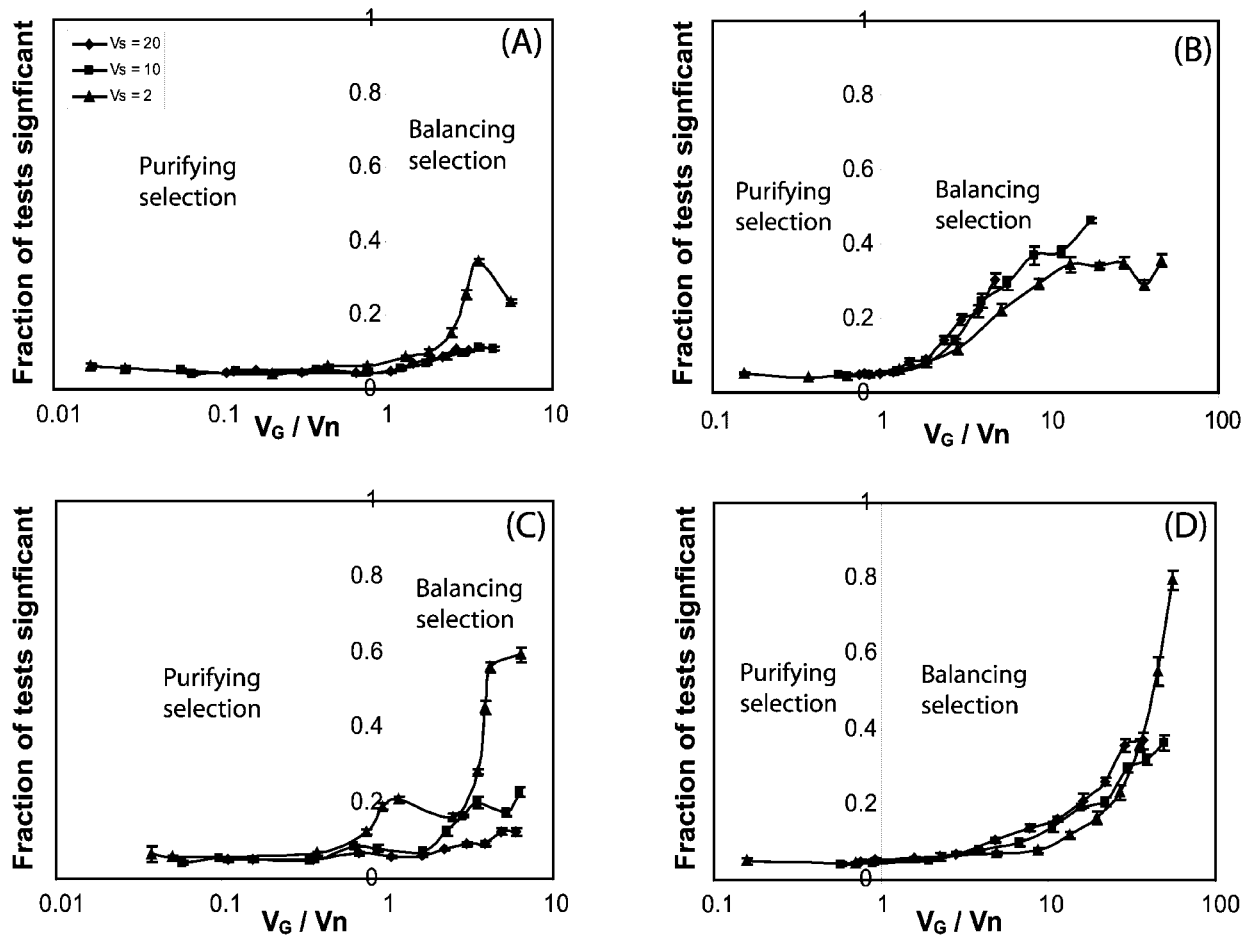 Fraction of tests signficant
1
0.8
0.6
0.4
0.2
0
(A)
Vs = 20
Vs = 10
Vs = 2
Purifying
selection
Balancing
selection
0.01
0.1
1
10
VG / Vn
Fraction of tests signficant
1
0.8
0.6
0.4
0.2
0
(B)
Purifying
selection
Balancing
selection
0.1
1
10
100
VG / Vn
Fraction of tests signficant
1
0.8
0.6
0.4
0.2
0
(C)
Purifying
selection
Balancing
selection
0.01
0.1
1
10
VG / Vn
Fraction of tests signficant
1
0.8
0.6
0.4
0.2
0
(D)
Purifying
selection
Balancing
selection
0.1
1
10
100
VG / Vn